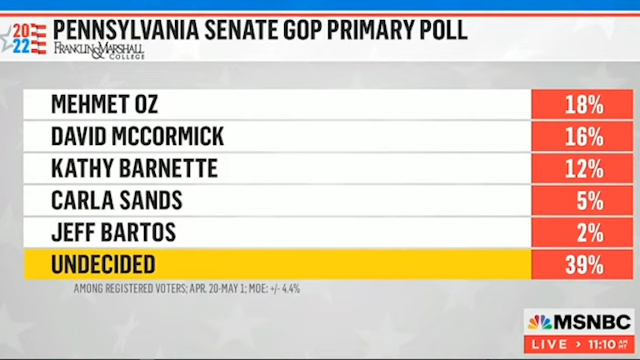 2022
PENNSYLVANIA SENATE GOP PRIMARY POLL
FRANKLIN & MARSHALL
COLLEGE
MEHMET OZ 18%
DAVID MCCORMICK 16%
KATHY BARNETTE 12%
CARLA SANDS 5%
JEFF BARTOS 2%
UNDECIDED 39%
AMONG REGISTERED VOTERS; APR. 20-MAY 1; MOE: +/- 4.4%
MSNBC
LIVE > 11:10